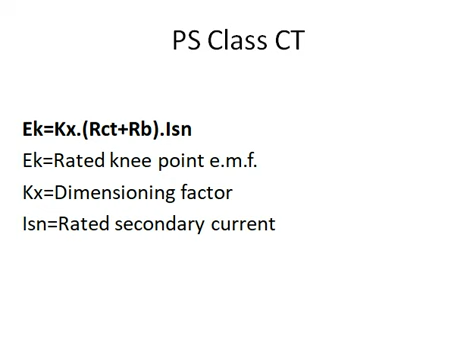 PS Class CT
Ek=Kx.(Rct+Rb).Isn
Ek=Rated knee point e.m.f.
Kx=Dimensioning factor
Isn=Rated secondary current